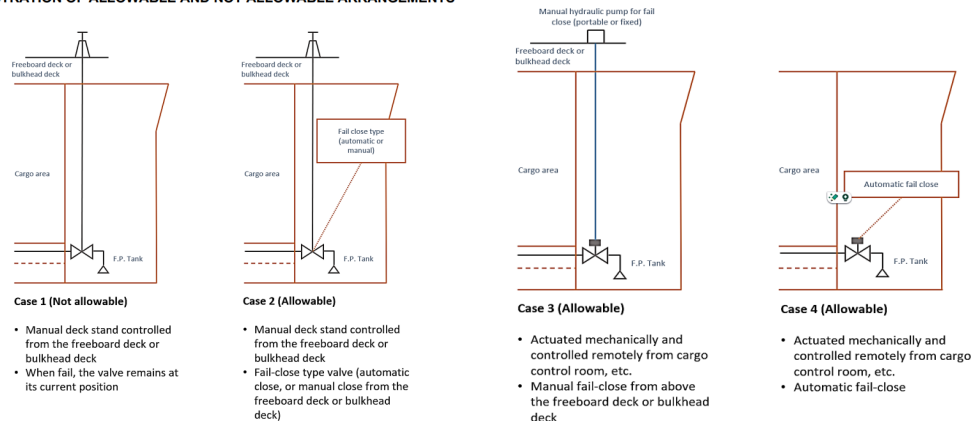 STRATION OF ALLOWABLE AND NOT ALLOWABLE ARRANGEMENTS
Freeboard deck or
bulkhead deck
Cargo area
F.P. Tank
Case 1 (Not allowable)
• Manual deck stand controlled
from the freeboard deck or
bulkhead deck
• When fail, the valve remains at
its current position
Freeboard deck or
bulkhead deck
Fail close type
(automatic or
manual)
Cargo area
F.P. Tank
Case 2 (Allowable)
• Manual deck stand controlled
from the freeboard deck or
bulkhead deck
• Fail-close type valve (automatic
close, or manual close from the
freeboard deck or bulkhead
deck)
Manual hydraulic pump for fail
close (portable or fixed)
Freeboard deck or
bulkhead deck
Cargo area
F.P. Tank
Case 3 (Allowable)
• Actuated mechanically and
controlled remotely from cargo
control room, etc.
• Manual fail-close from above
the freeboard deck or bulkhead
deck
Cargo area
Automatic fail close
F.P. Tank
Case 4 (Allowable)
• Actuated mechanically and
controlled remotely from cargo
control room, etc.
• Automatic fail-close